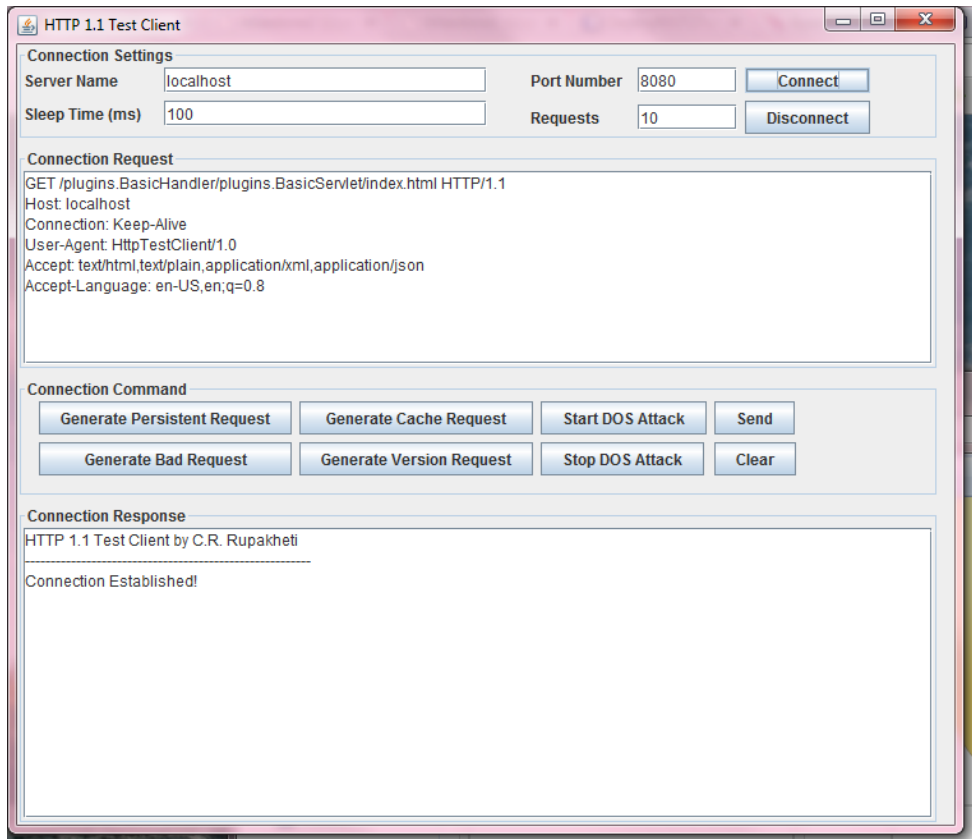 HTTP 1.1 Test Client
Connection Settings
Server Name localhost Port Number 8080 Connect
Sleep Time (ms) 100 Requests 10 Disconnect
Connection Request
GET /plugins.BasicHandler/plugins.BasicServlet/index.html HTTP/1.1
Host: localhost
Connection: Keep-Alive
User-Agent: HttpTestClient/1.0
Accept: text/html,text/plain,application/xml,application/json
Accept-Language: en-US,en;q=0.8
Connection Command
Generate Persistent Request Generate Cache Request Start DOS Attack Send
Generate Bad Request Generate Version Request Stop DOS Attack Clear
Connection Response
HTTP 1.1 Test Client by C.R. Rupakheti
---------------------------------------------------------
Connection Established!